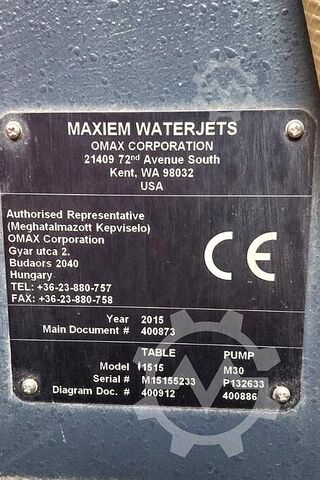 MAXIEM WATERJETS
OMAX CORPORATION
21409 72nd Avenue South
Kent, WA 98032
USA
Authorised Representative
(Meghatalmazott Kepviselo)
OMAX Corporation
Gyar utca 2.
Budaors 2040
Hungary
TEL: +36-23-880-757
FAX: +36-23-880-758
CE
Year 2015
Main Document # 400873
TABLE PUMP
Model 1515 M30
Serial # M15155233 P132633
Diagram Doc. # 400912 400886